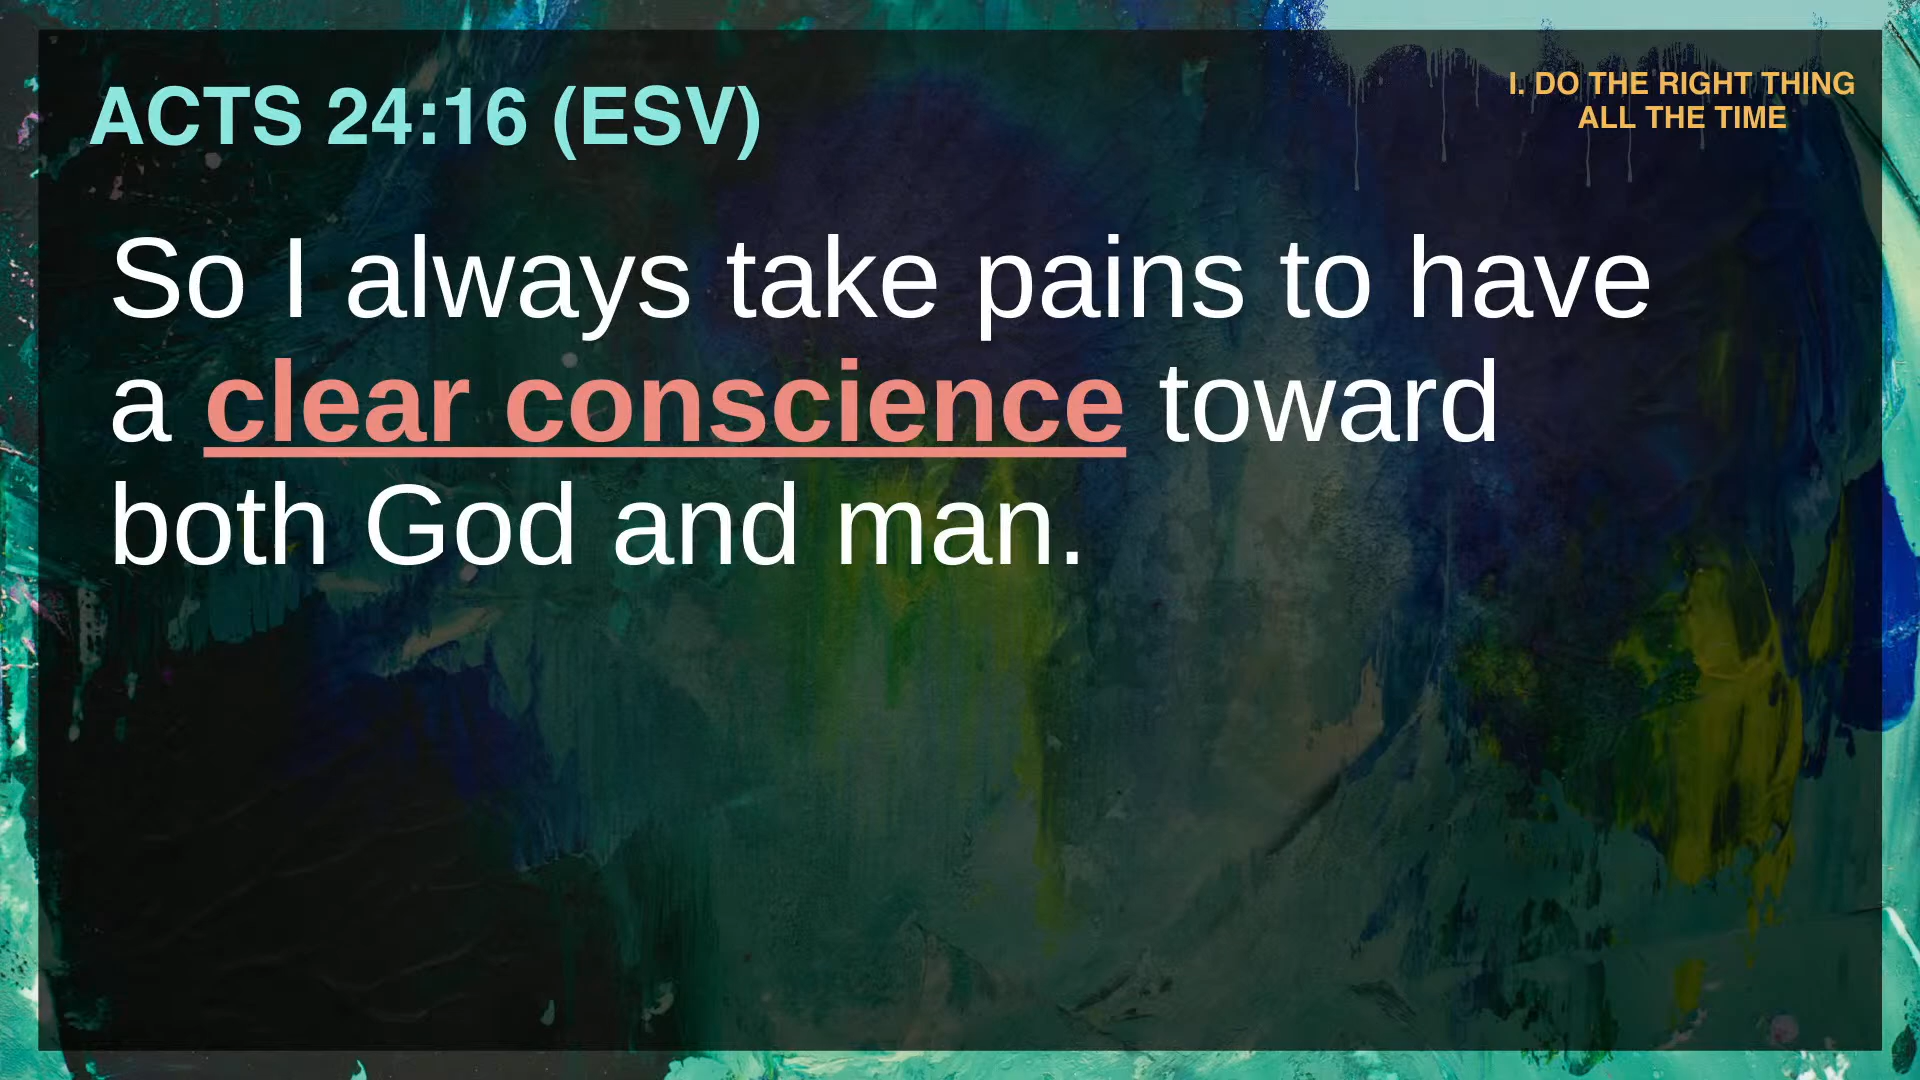 ACTS 24:16 (ESV)
I. DO THE RIGHT THING
ALL THE TIME
So I always take pains to have
a clear conscience toward
both God and man.